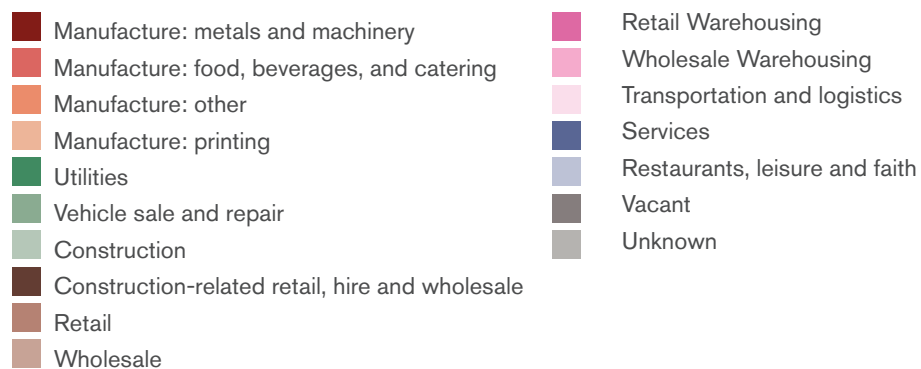 Manufacture: metals and machinery
Manufacture: food, beverages, and catering
Manufacture: other
Manufacture: printing
Utilities
Vehicle sale and repair
Construction
Construction-related retail, hire and wholesale
Retail
Wholesale
Retail Warehousing
Wholesale Warehousing
Transportation and logistics
Services
Restaurants, leisure and faith
Vacant
Unknown